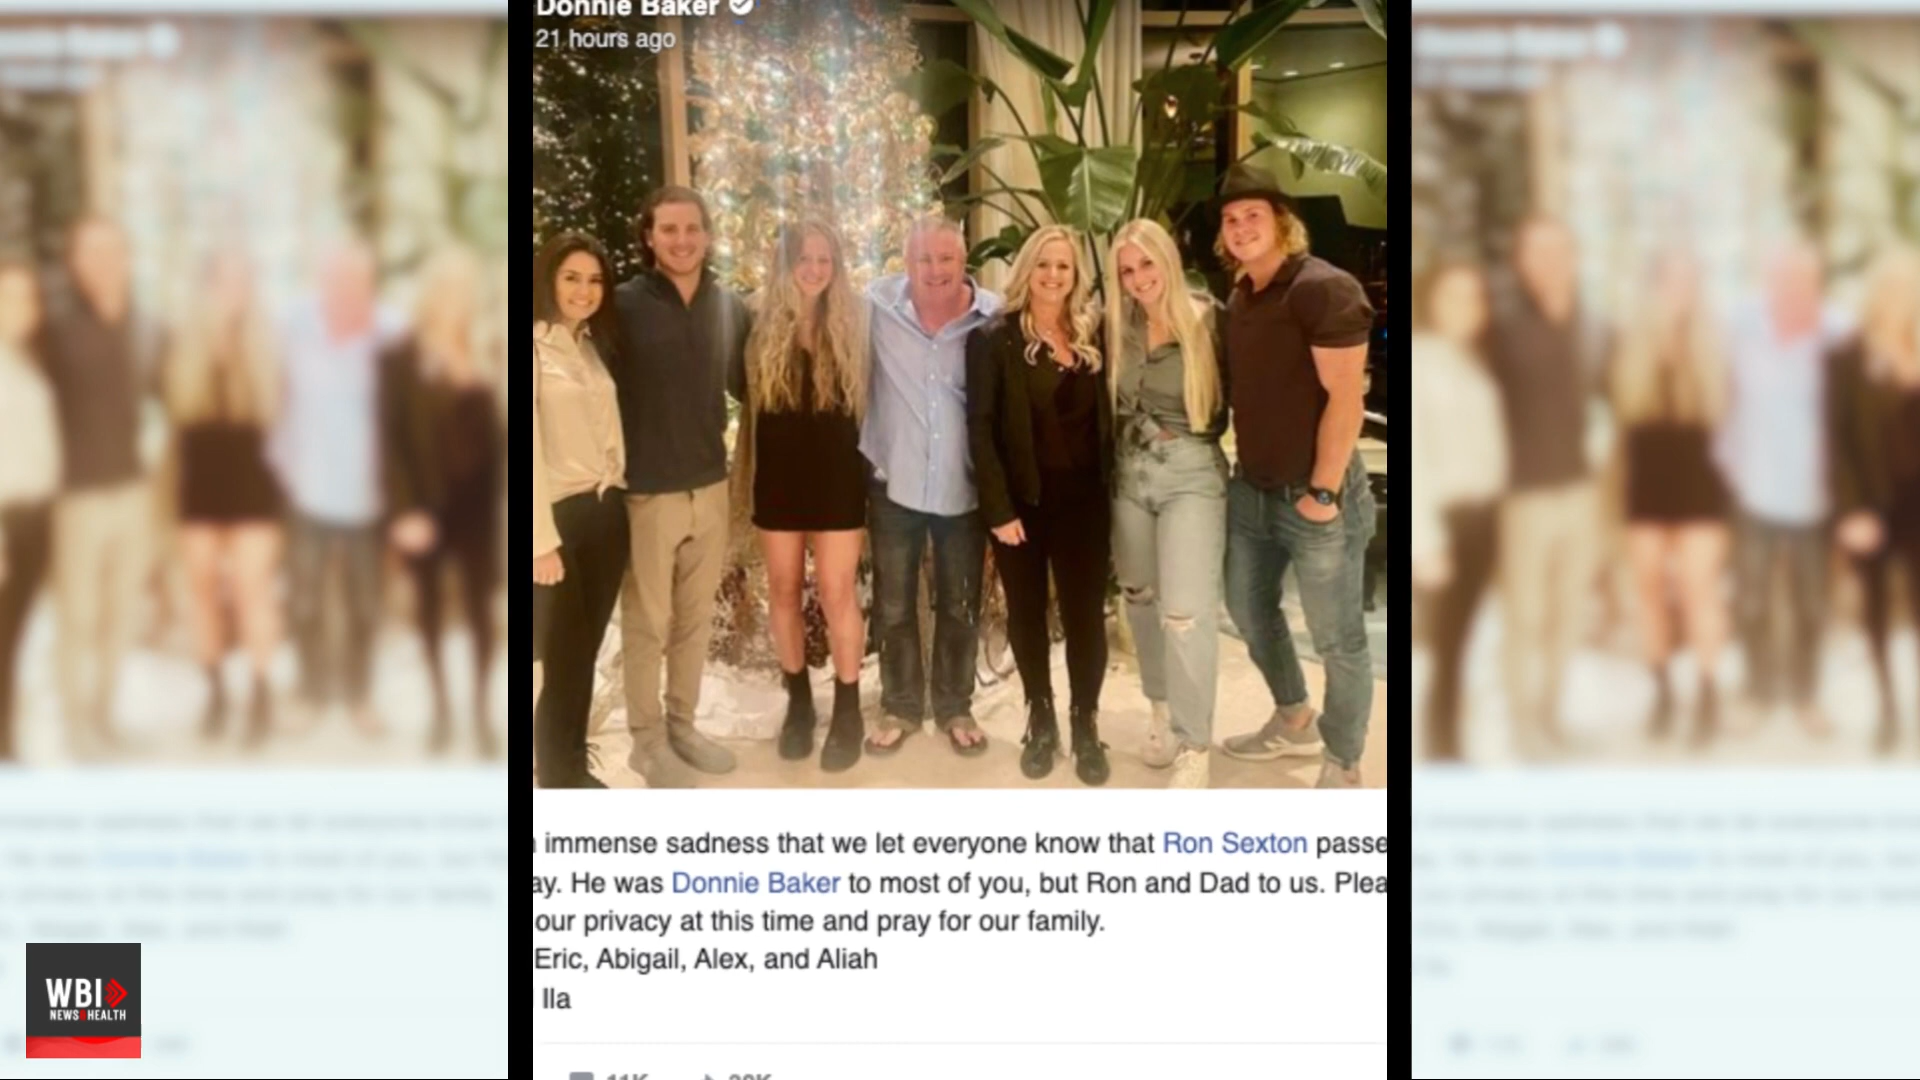 Donnie Baker
21 hours ago
immense sadness that we let everyone know that Ron Sexton passe
ay. He was Donnie Baker to most of you, but Ron and Dad to us. Plea
our privacy at this time and pray for our family.
Eric, Abigail, Alex, and Aliah
lla
WBI
NEWS HEALTH